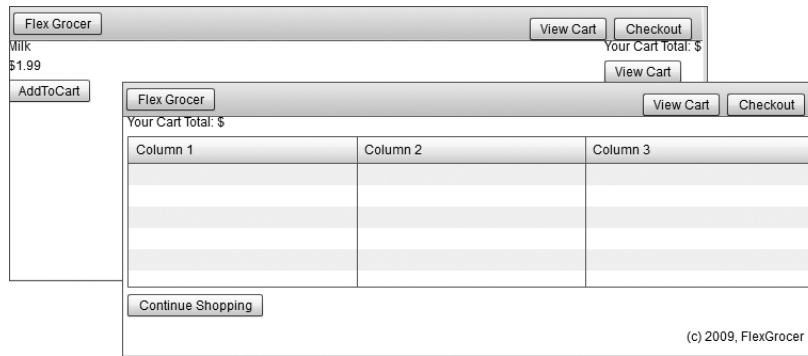 Flex Grocer View Cart Checkout
Milk Your Cart Total: $
$1.99 View Cart
AddToCart
Flex Grocer View Cart Checkout
Your Cart Total: $
Column 1 Column 2 Column 3
Continue Shopping
(c) 2009, FlexGrocer